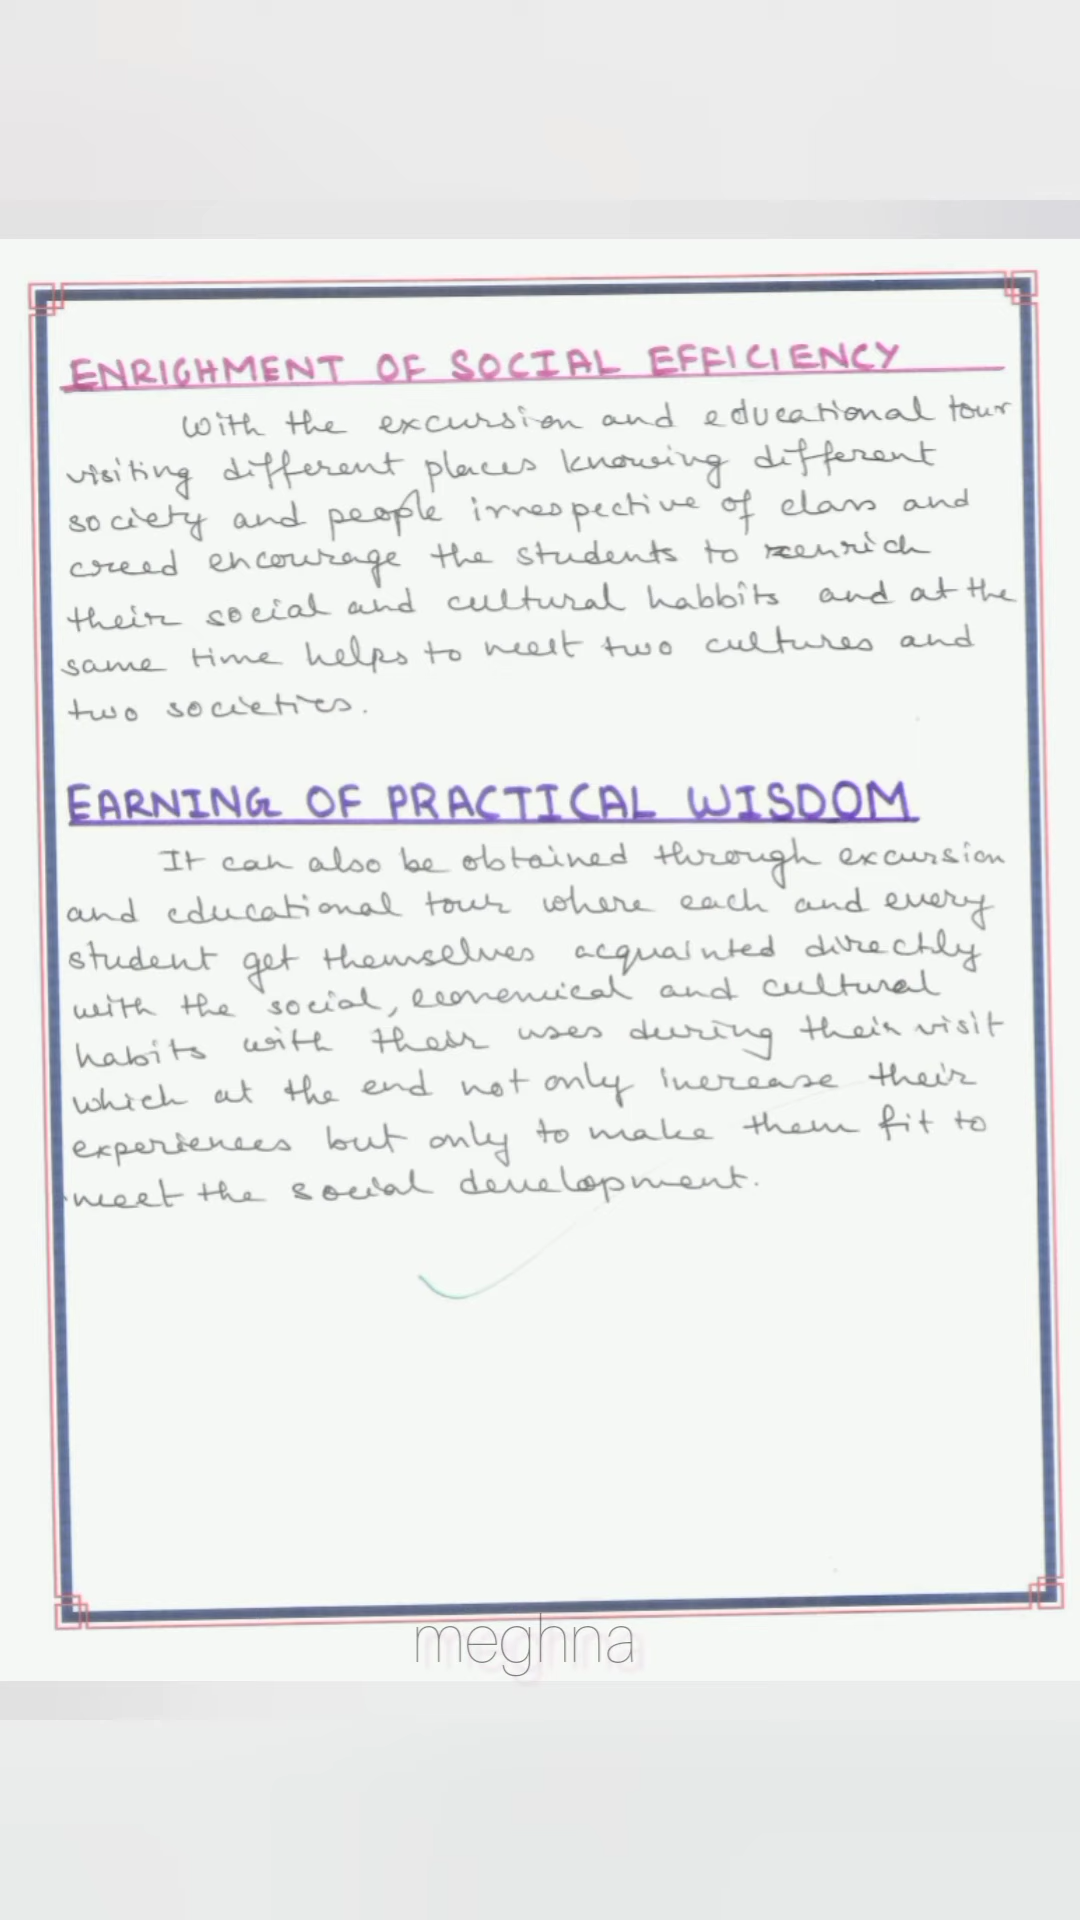 ENRIGHMENT OF SOCIAL EFFICIENCY
With the excursion and educational tour
visiting different places knowing different
society and people irrespective of class and
creed encourage the students to enrich
their social and cultural habbits and at the
same time helps to meet two cultures and
two societies.
EARNING OF PRACTICAL WISDOM
It can also be obtained through excursion
and educational tour where each and every
student get themselves acquainted directly
with the social, economical and cultural
habits with their uses during their visit
which at the end not only increase their
experiences but only to make them fit to
meet the social development.
meghna